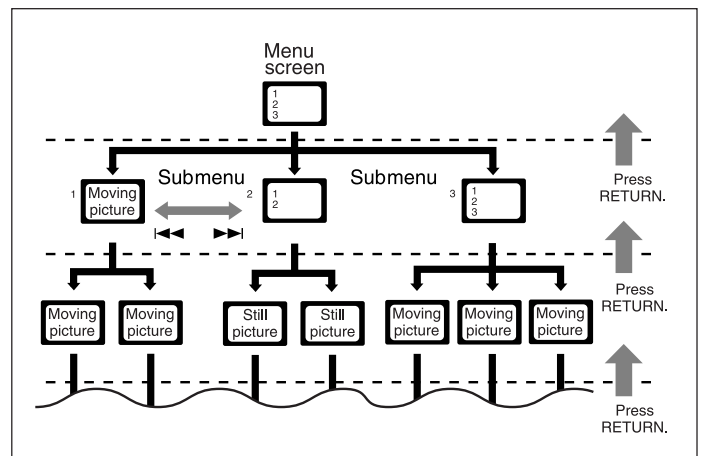 Menu
screen
1
2
3
Press
RETURN.
1
Moving
picture
Submenu
2
1
2
Submenu
3
1
2
3
Press
RETURN.
Moving
picture
Moving
picture
Still
picture
Still
picture
Moving
picture
Moving
picture
Moving
picture
Press
RETURN.